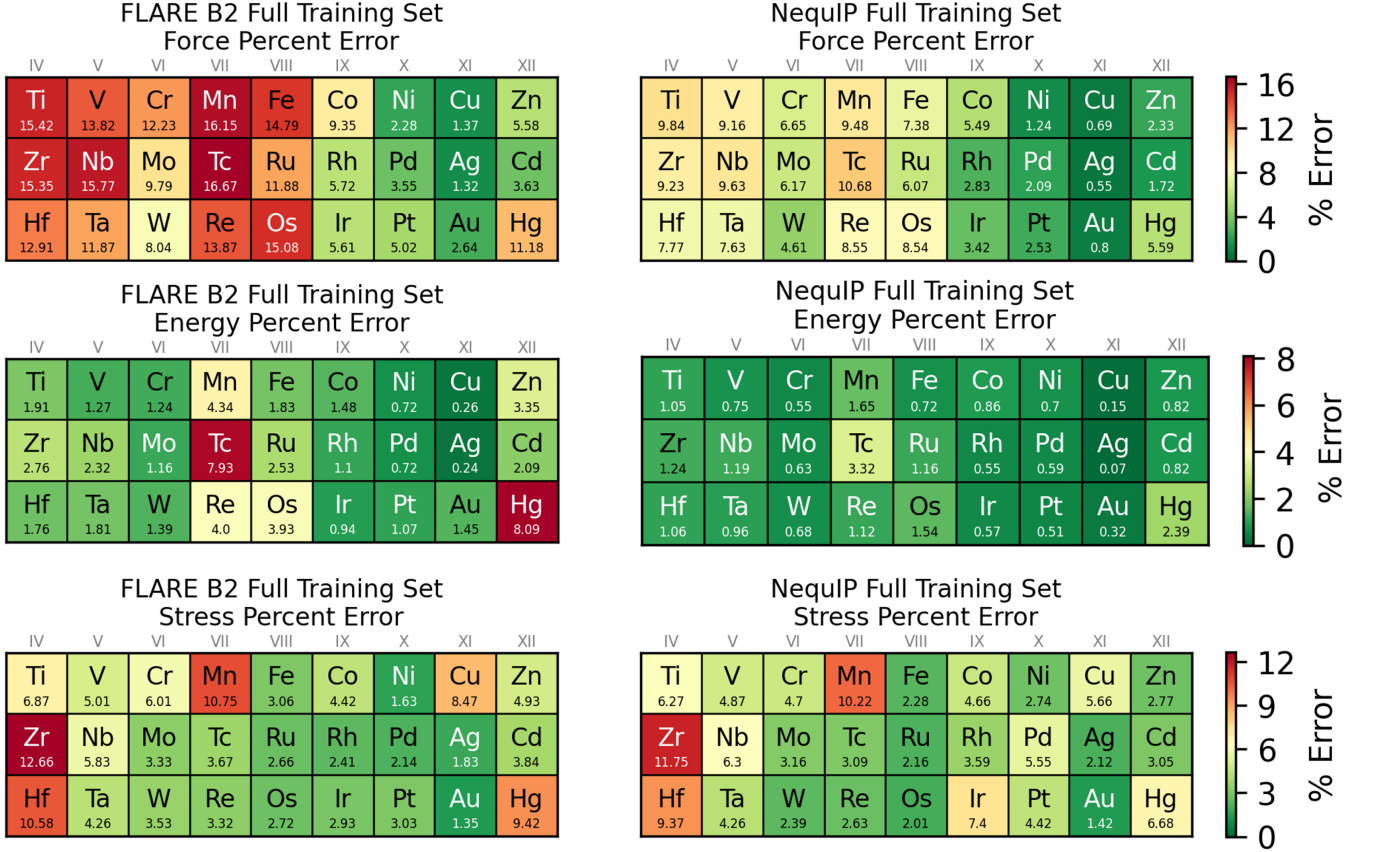 FLARE B2 Full Training Set
Force Percent Error
IV V VI VII VIII IX X XI XII
Ti V Cr Mn Fe Co Ni Cu Zn
15.42 13.82 12.23 16.15 14.79 9.35 2.28 1.37 5.58
Zr Nb Mo Tc Ru Rh Pd Ag Cd
15.35 15.77 9.79 16.67 11.88 5.72 3.55 1.32 3.63
Hf Ta W Re Os Ir Pt Au Hg
12.91 11.87 8.04 13.87 15.08 5.61 5.02 2.64 11.18
NequIP Full Training Set
Force Percent Error
IV V VI VII VIII IX X XI XII
Ti V Cr Mn Fe Co Ni Cu Zn
9.84 9.16 6.65 9.48 7.38 5.49 1.24 0.69 2.33
Zr Nb Mo Tc Ru Rh Pd Ag Cd
9.23 9.63 6.17 10.68 6.07 2.83 2.09 0.55 1.72
Hf Ta W Re Os Ir Pt Au Hg
7.77 7.63 4.61 8.55 8.54 3.42 2.53 0.8 5.59
16
12
8
4
0
% Error
FLARE B2 Full Training Set
Energy Percent Error
IV V VI VII VIII IX X XI XII
Ti V Cr Mn Fe Co Ni Cu Zn
1.91 1.27 1.24 4.34 1.83 1.48 0.72 0.26 3.35
Zr Nb Mo Tc Ru Rh Pd Ag Cd
2.76 2.32 1.16 7.93 2.53 1.1 0.72 0.24 2.09
Hf Ta W Re Os Ir Pt Au Hg
1.76 1.81 1.39 4.0 3.93 0.94 1.07 1.45 8.09
NequIP Full Training Set
Energy Percent Error
IV V VI VII VIII IX X XI XII
Ti V Cr Mn Fe Co Ni Cu Zn
1.05 0.75 0.55 1.65 0.72 0.86 0.7 0.15 0.82
Zr Nb Mo Tc Ru Rh Pd Ag Cd
1.24 1.19 0.63 3.32 1.16 0.55 0.59 0.07 0.82
Hf Ta W Re Os Ir Pt Au Hg
1.06 0.96 0.68 1.12 1.54 0.57 0.51 0.32 2.39
8
6
4
2
0
% Error
FLARE B2 Full Training Set
Stress Percent Error
IV V VI VII VIII IX X XI XII
Ti V Cr Mn Fe Co Ni Cu Zn
6.87 5.01 6.01 10.75 3.06 4.42 1.63 8.47 4.93
Zr Nb Mo Tc Ru Rh Pd Ag Cd
12.66 5.83 3.33 3.67 2.66 2.41 2.14 1.83 3.84
Hf Ta W Re Os Ir Pt Au Hg
10.58 4.26 3.53 3.32 2.72 2.93 3.03 1.35 9.42
NequIP Full Training Set
Stress Percent Error
IV V VI VII VIII IX X XI XII
Ti V Cr Mn Fe Co Ni Cu Zn
6.27 4.87 4.7 10.22 2.28 4.66 2.74 5.66 2.77
Zr Nb Mo Tc Ru Rh Pd Ag Cd
11.75 6.3 3.16 3.09 2.16 3.59 5.55 2.12 3.05
Hf Ta W Re Os Ir Pt Au Hg
9.37 4.26 2.39 2.63 2.01 7.4 4.42 1.42 6.68
12
9
6
3
0
% Error